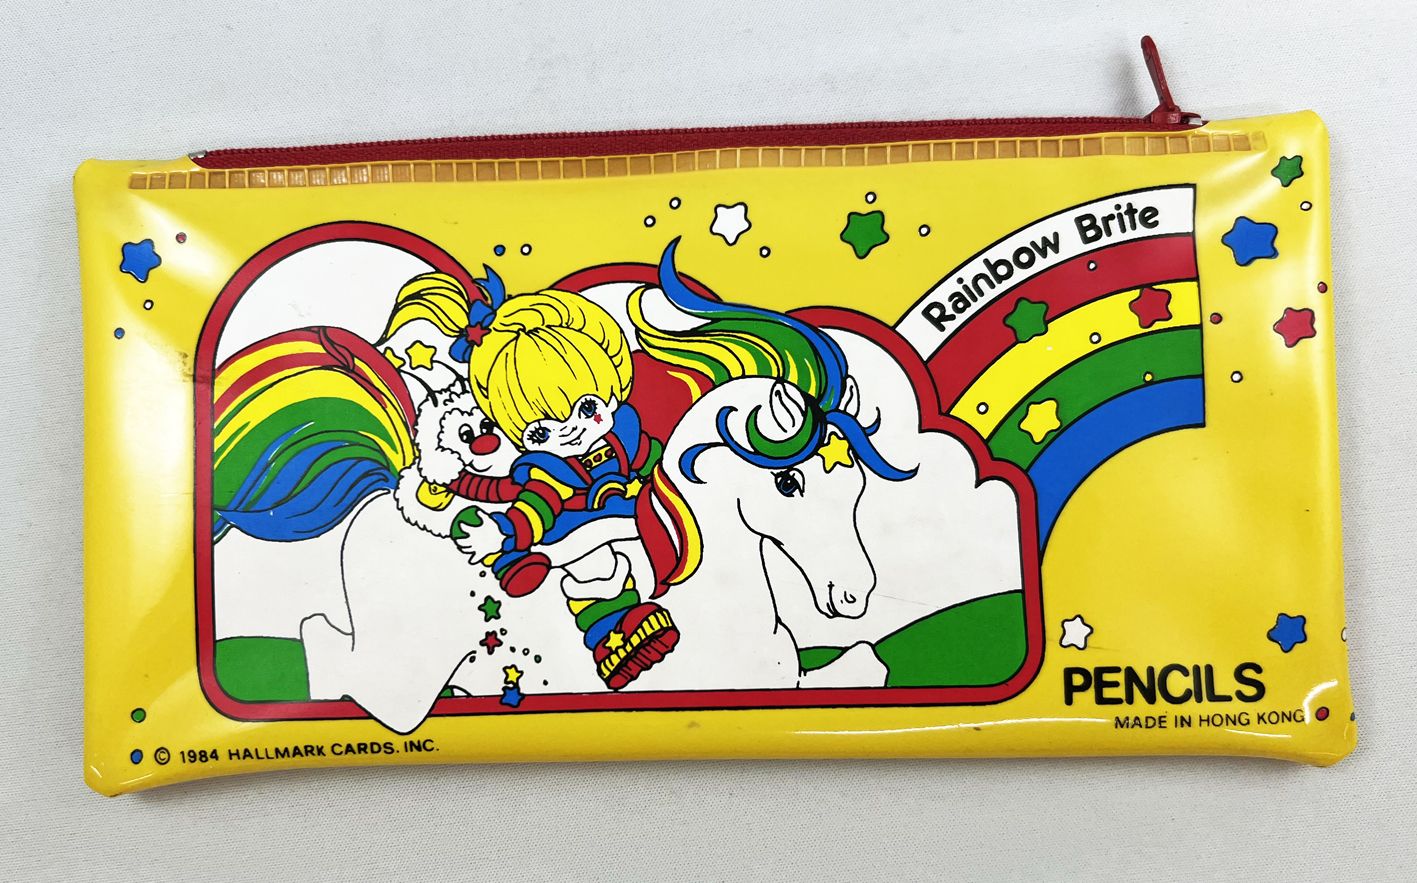 Rainbow Brite
PENCILS
MADE IN HONG KONG
© 1984 HALLMARK CARDS. INC.